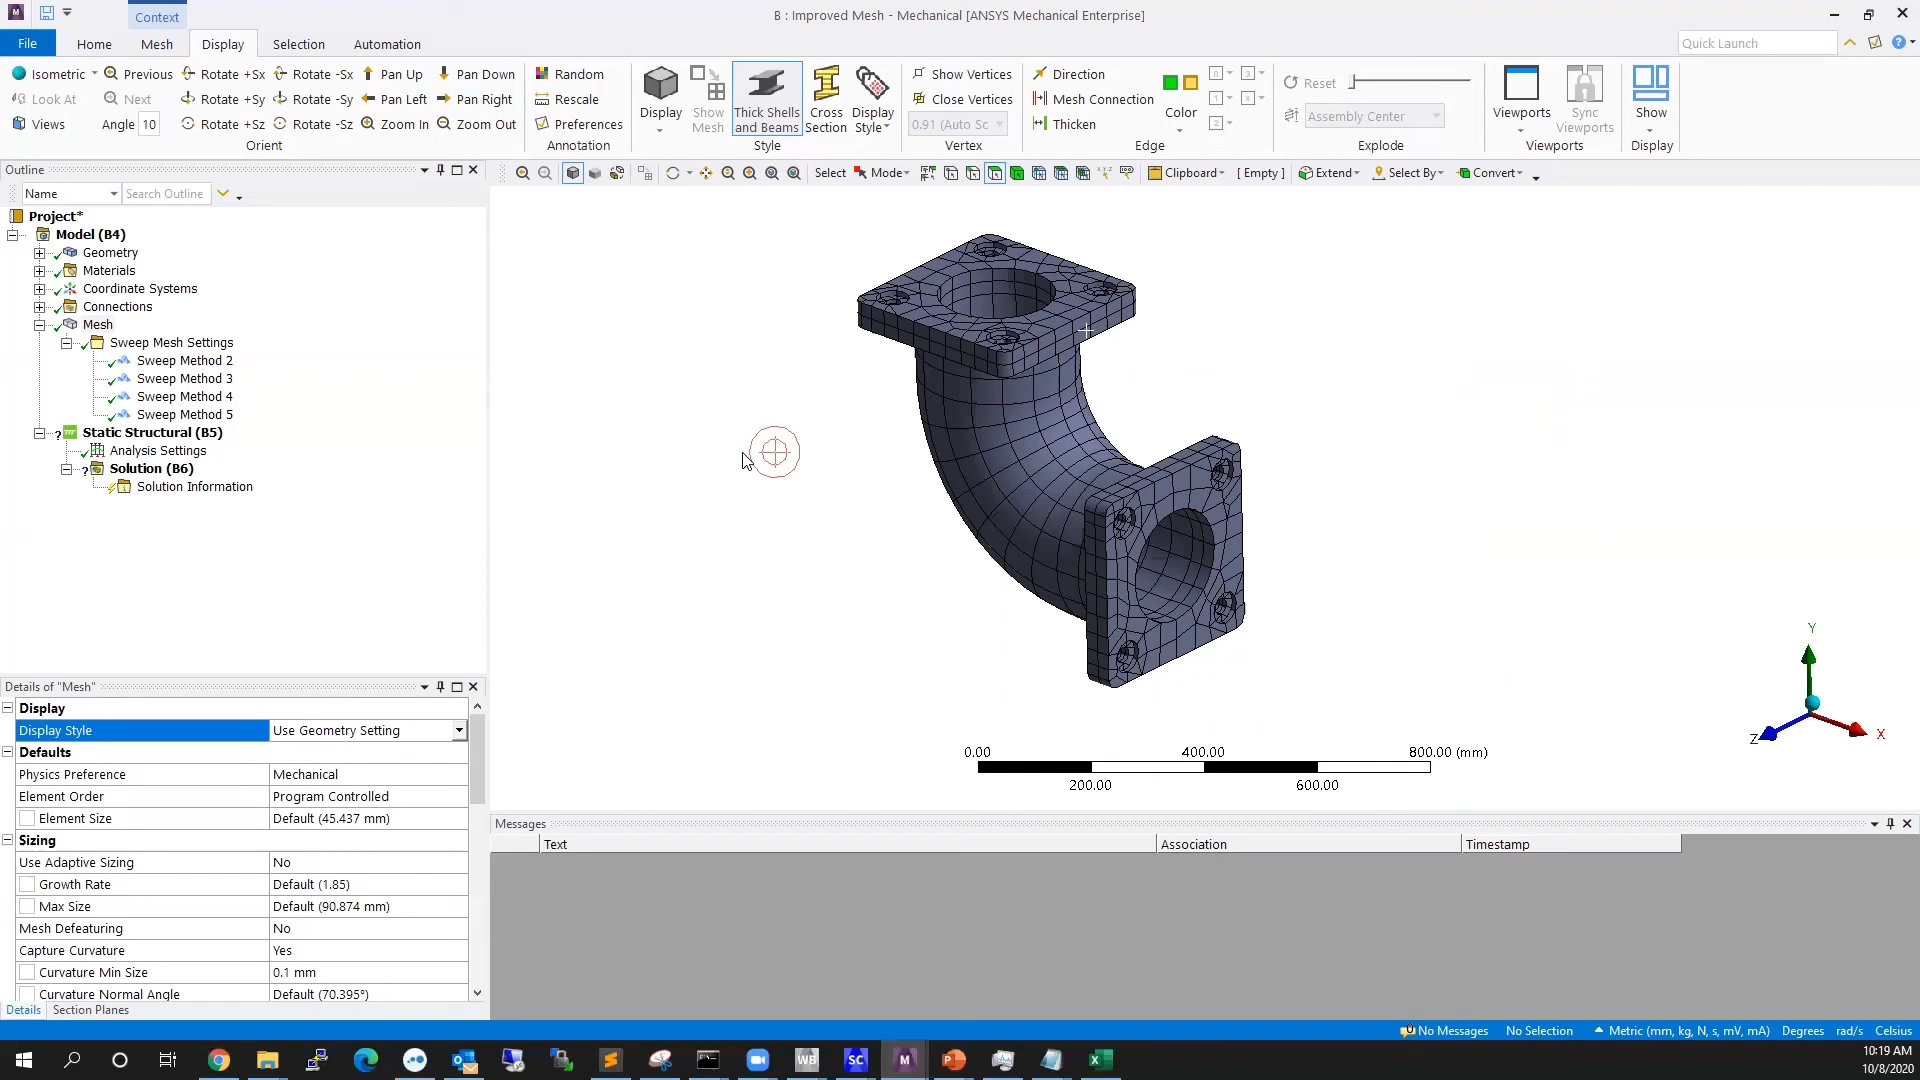 Context
B : Improved Mesh - Mechanical [ANSYS Mechanical Enterprise]
File Home Mesh Display Selection Automation
Quick Launch
Isometric Previous Rotate +Sx Rotate -Sx Pan Up Pan Down
Look At Next Rotate +Sy Rotate -Sy Pan Left Pan Right
Views Angle 10 Rotate +Sz Rotate -Sz Zoom In Zoom Out
Orient
Random
Rescale
Preferences
Annotation
Display
Show Mesh
Thick Shells and Beams
Cross Section
Display Style
Style
Show Vertices
Close Vertices
0.91 (Auto Sc
Vertex
Direction
Mesh Connection
Thicken
Color
Edge
Reset
Assembly Center
Explode
Viewports
Sync Viewports
Viewports
Show
Display
Outline
Select Mode Clipboard [ Empty ] Extend Select By Convert
Name Search Outline
Project*
Model (B4)
Geometry
Materials
Coordinate Systems
Connections
Mesh
Sweep Mesh Settings
Sweep Method 2
Sweep Method 3
Sweep Method 4
Sweep Method 5
Static Structural (B5)
Analysis Settings
Solution (B6)
Solution Information
Y
X
Z
0.00 400.00 800.00 (mm)
200.00 600.00
Details of "Mesh"
Display
Display Style Use Geometry Setting
Defaults
Physics Preference Mechanical
Element Order Program Controlled
Element Size Default (45.437 mm)
Sizing
Use Adaptive Sizing No
Growth Rate Default (1.85)
Max Size Default (90.874 mm)
Mesh Defeaturing No
Capture Curvature Yes
Curvature Min Size 0.1 mm
Curvature Normal Angle Default (70.395°)
Details Section Planes
Messages
Text Association Timestamp
No Messages No Selection Metric (mm, kg, N, s, mV, mA) Degrees rad/s Celsius
WB SC M
10:19 AM
10/8/2020